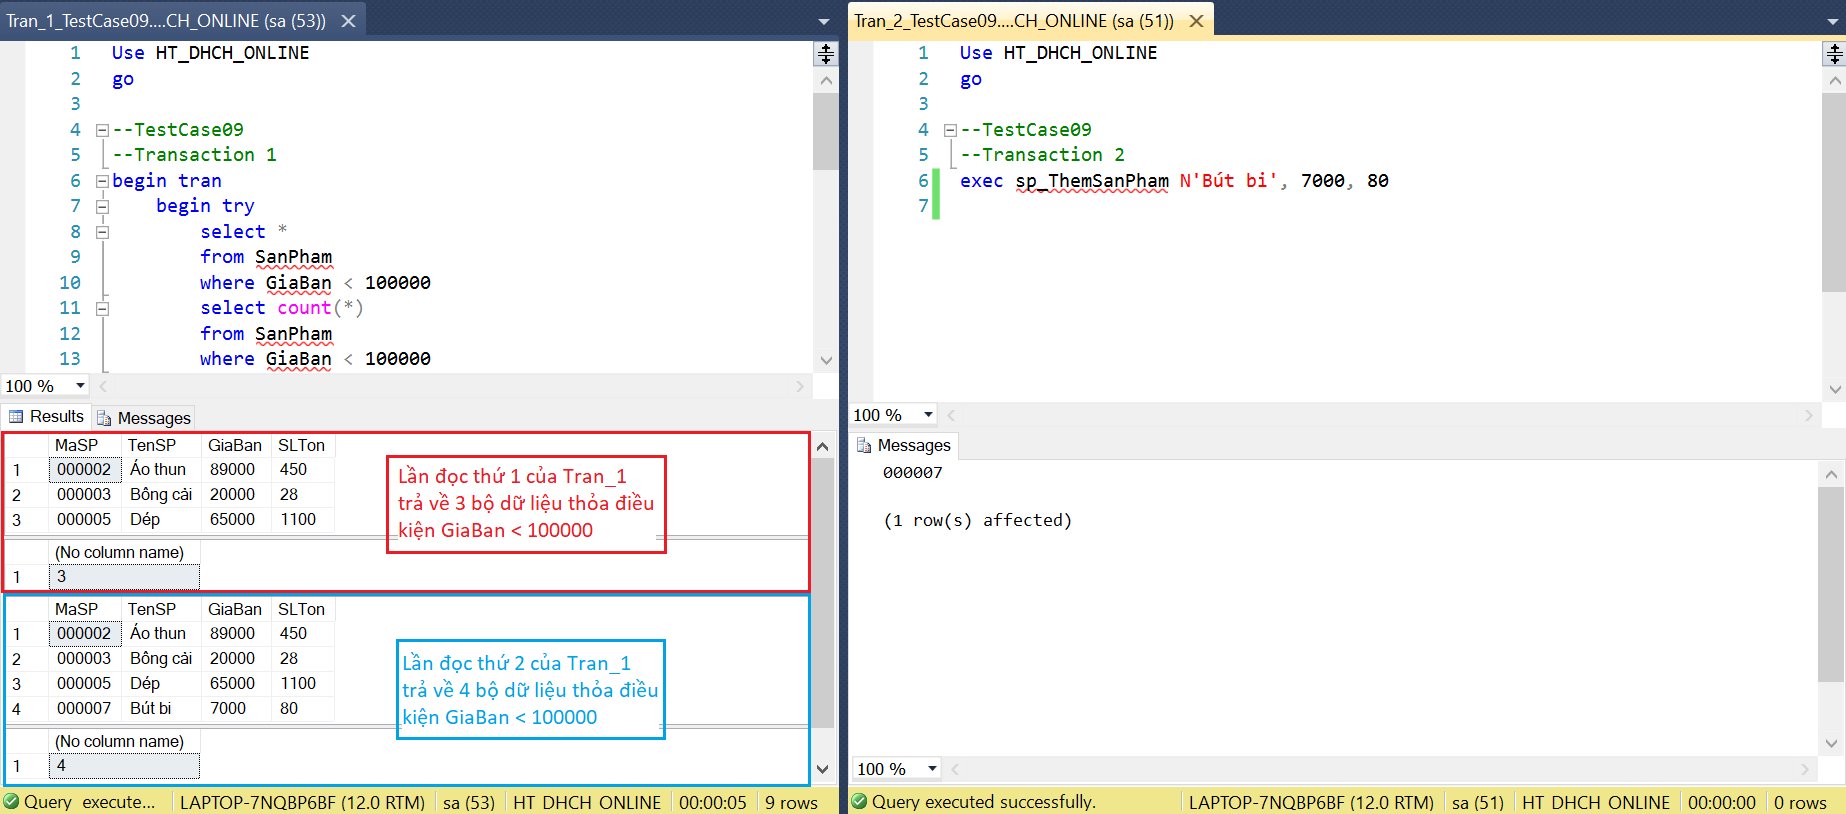 Tran_1_TestCase09....CH_ONLINE (sa (53))
1 Use HT_DHCH_ONLINE
2 go
3
4 --TestCase09
5 --Transaction 1
6 begin tran
7 begin try
8 select *
9 from SanPham
10 where GiaBan < 100000
11 select count(*)
12 from SanPham
13 where GiaBan < 100000
100 %
Results Messages
MaSP TenSP GiaBan SLTon
1 000002 Áo thun 89000 450
2 000003 Bông cải 20000 28
3 000005 Dép 65000 1100
(No column name)
1 3
Lần đọc thứ 1 của Tran_1
trả về 3 bộ dữ liệu thỏa điều
kiện GiaBan < 100000
MaSP TenSP GiaBan SLTon
1 000002 Áo thun 89000 450
2 000003 Bông cải 20000 28
3 000005 Dép 65000 1100
4 000007 Bút bi 7000 80
(No column name)
1 4
Lần đọc thứ 2 của Tran_1
trả về 4 bộ dữ liệu thỏa điều
kiện GiaBan < 100000
Query execute... LAPTOP-7NQBP6BF (12.0 RTM) sa (53) HT_DHCH_ONLINE 00:00:05 9 rows
Tran_2_TestCase09....CH_ONLINE (sa (51))
1 Use HT_DHCH_ONLINE
2 go
3
4 --TestCase09
5 --Transaction 2
6 exec sp_ThemSanPham N'Bút bi', 7000, 80
7
100 %
Messages
000007
(1 row(s) affected)
100 %
Query executed successfully. LAPTOP-7NQBP6BF (12.0 RTM) sa (51) HT_DHCH_ONLINE 00:00:00 0 rows